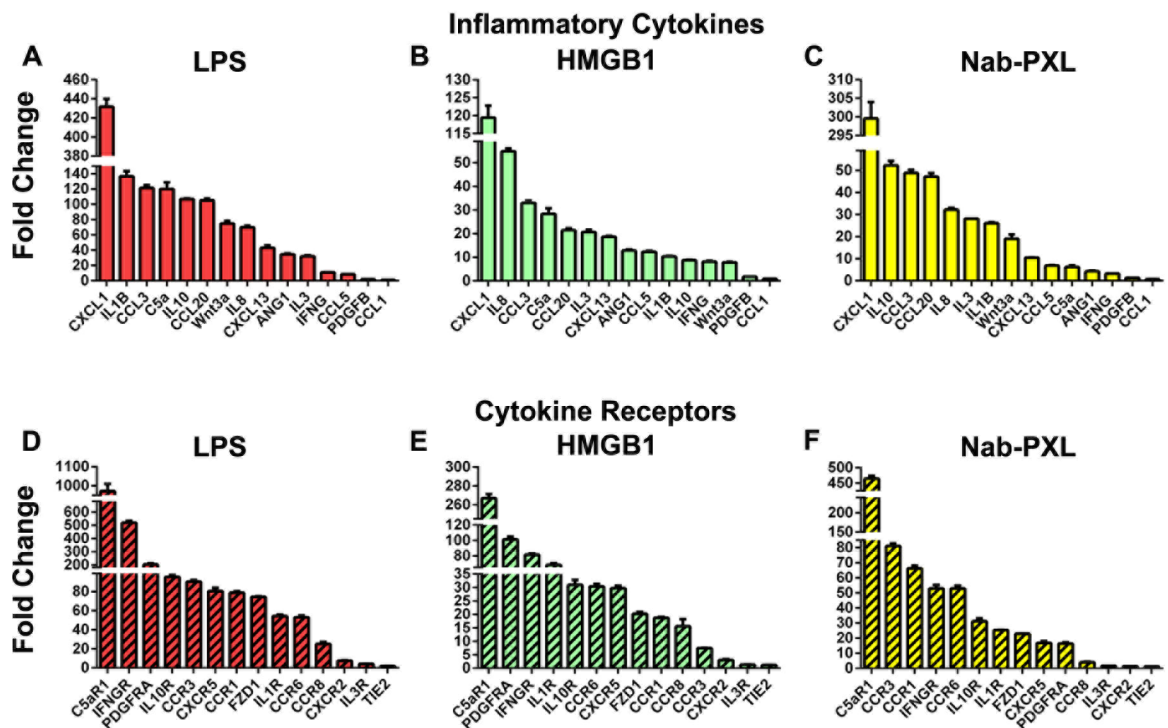 Inflammatory Cytokines
A
LPS
B
HMGB1
C
Nab-PXL
Fold Change
460
440
420
400
380
160
140
120
100
80
60
40
20
0
CXCL1
IL1B
CCL3
C5a
IL10
CCL20
Wnt3a
IL8
CXCL13
ANG1
IL3
IFNG
CCL5
PDGFB
CCL1
130
125
120
115
50
40
30
20
10
0
CXCL1
IL8
CCL3
C5a
CCL20
IL3
CXCL13
ANG1
CCL5
IL1B
IL10
IFNG
Wnt3a
PDGFB
CCL1
310
305
300
295
60
50
40
30
20
10
0
CXCL1
IL10
CCL3
CCL20
IL8
IL3
IL1B
Wnt3a
CXCL13
CCL5
C5a
ANG1
IFNG
PDGFB
CCL1
Cytokine Receptors
D
LPS
E
HMGB1
F
Nab-PXL
Fold Change
1100
1000
600
500
400
300
200
80
60
40
20
0
C5aR1
IFNGR
PDGFRA
IL10R
CCR3
CXCR5
CCR1
FZD1
IL1R
CCR6
CCR8
CXCR2
IL3R
TIE2
300
280
260
120
100
80
60
35
30
25
20
15
10
5
0
C5aR1
PDGFRA
IFNGR
IL1R
IL10R
CCR6
CXCR5
FZD1
CCR1
CCR8
CCR3
CXCR2
IL3R
TIE2
500
450
200
150
80
70
60
50
40
30
20
10
0
C5aR1
CCR3
CCR1
IFNGR
CCR6
IL10R
IL1R
FZD1
CXCR5
PDGFRA
CCR8
IL3R
CXCR2
TIE2